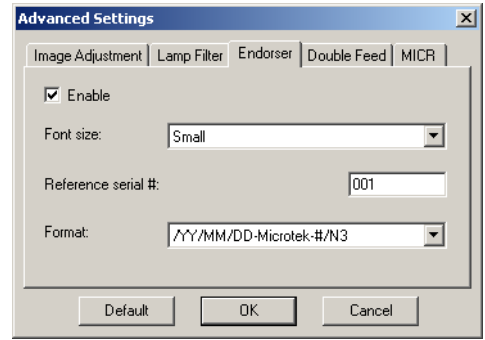 Advanced Settings
Image Adjustment Lamp Filter Endorser Double Feed MICR
Enable
Font size: Small
Reference serial #: 001
Format: /YY/MM/DD-Microtek-#/N3
Default OK Cancel